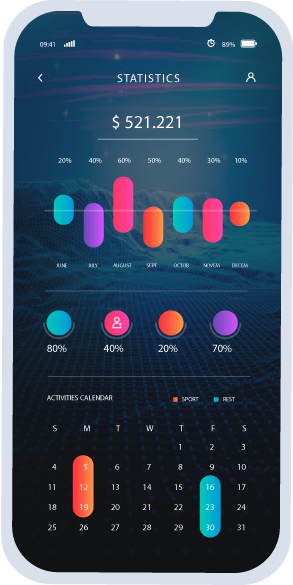 09:41 89%
STATISTICS
$ 521.221
20% 40% 60% 50% 40% 30% 10%
JUNE JULY AUGUST SEPT OCTOB NOVEM DECEM
80% 40% 20% 70%
ACTIVITIES CALENDAR SPORT REST
S M T W T F S
1 2 3
4 5 6 7 8 9 10
11 12 13 14 15 16 17
18 19 20 21 22 23 24
25 26 27 28 29 30 31